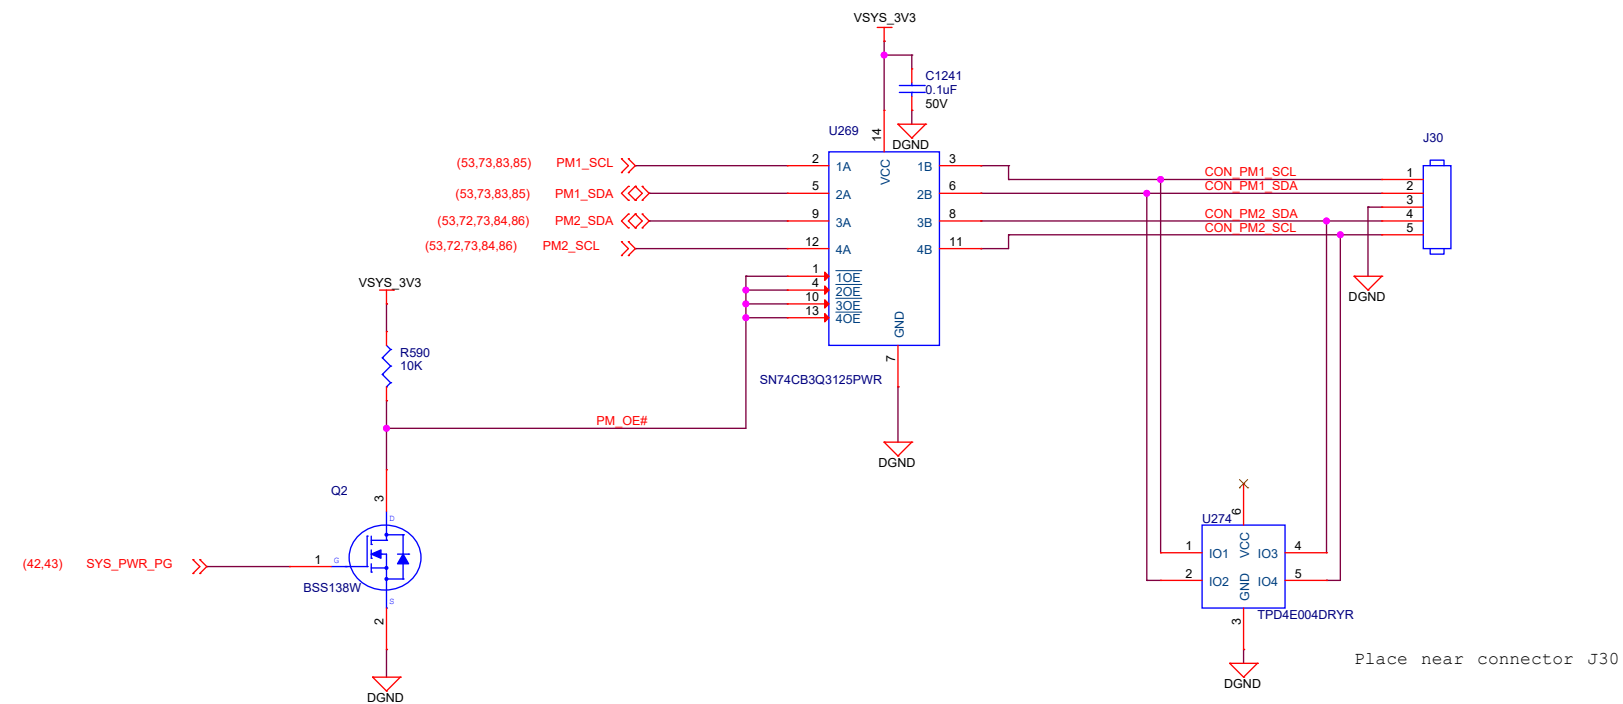 VSYS_3V3
C1241
0.1uF
50V
DGND
U269
14
VCC
J30
(53,73,83,85) PM1_SCL 2 1A 1B 3 CON_PM1_SCL 1
(53,73,83,85) PM1_SDA 5 2A 2B 6 CON_PM1_SDA 2
3
(53,72,73,84,86) PM2_SDA 9 3A 3B 8 CON_PM2_SDA 4
(53,72,73,84,86) PM2_SCL 12 4A 4B 11 CON_PM2_SCL 5
1 1OE
4 2OE
10 3OE
13 4OE
GND
7
DGND
VSYS_3V3
R590
10K
SN74CB3Q3125PWR
PM_OE#
DGND
Q2
3
D
(42,43) SYS_PWR_PG 1 G
BSS138W
S
2
DGND
6
U274
VCC
1 IO1 IO3 4
2 IO2 IO4 5
GND
TPD4E004DRYR
3
DGND
Place near connector J30